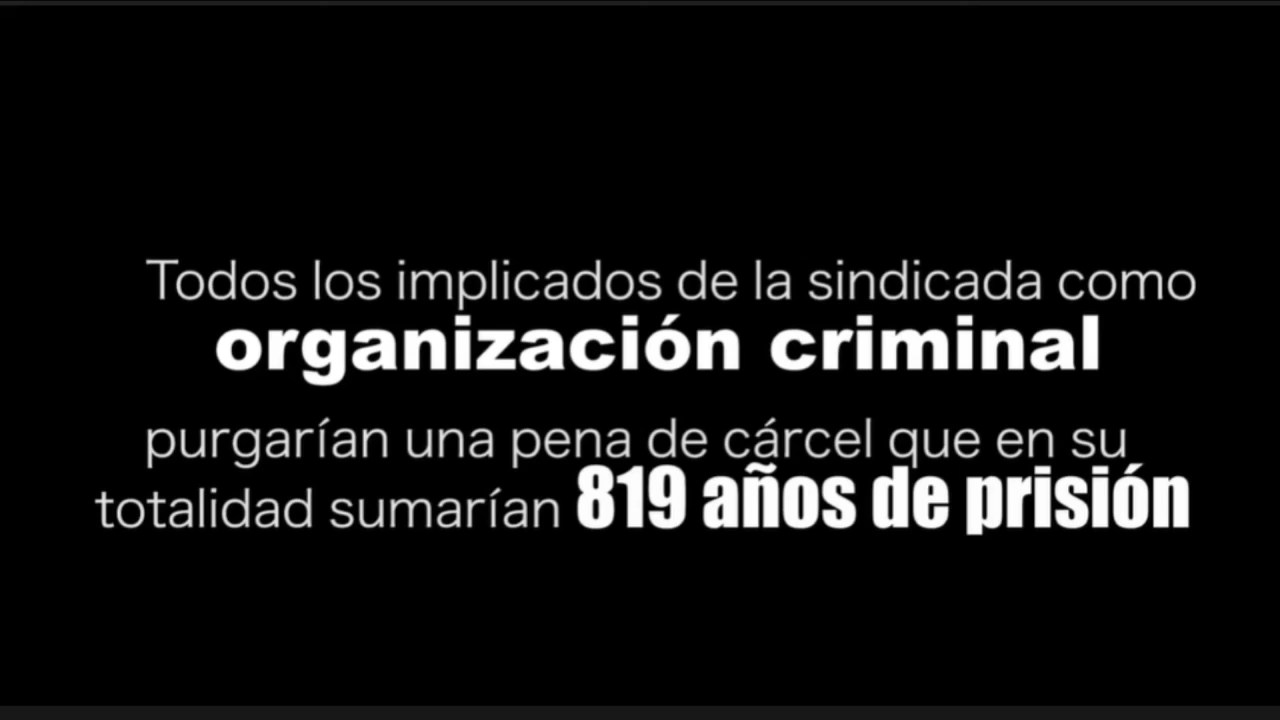 Todos los implicados de la sindicada como
organización criminal
purgarían una pena de cárcel que en su
totalidad sumarían 819 años de prisión